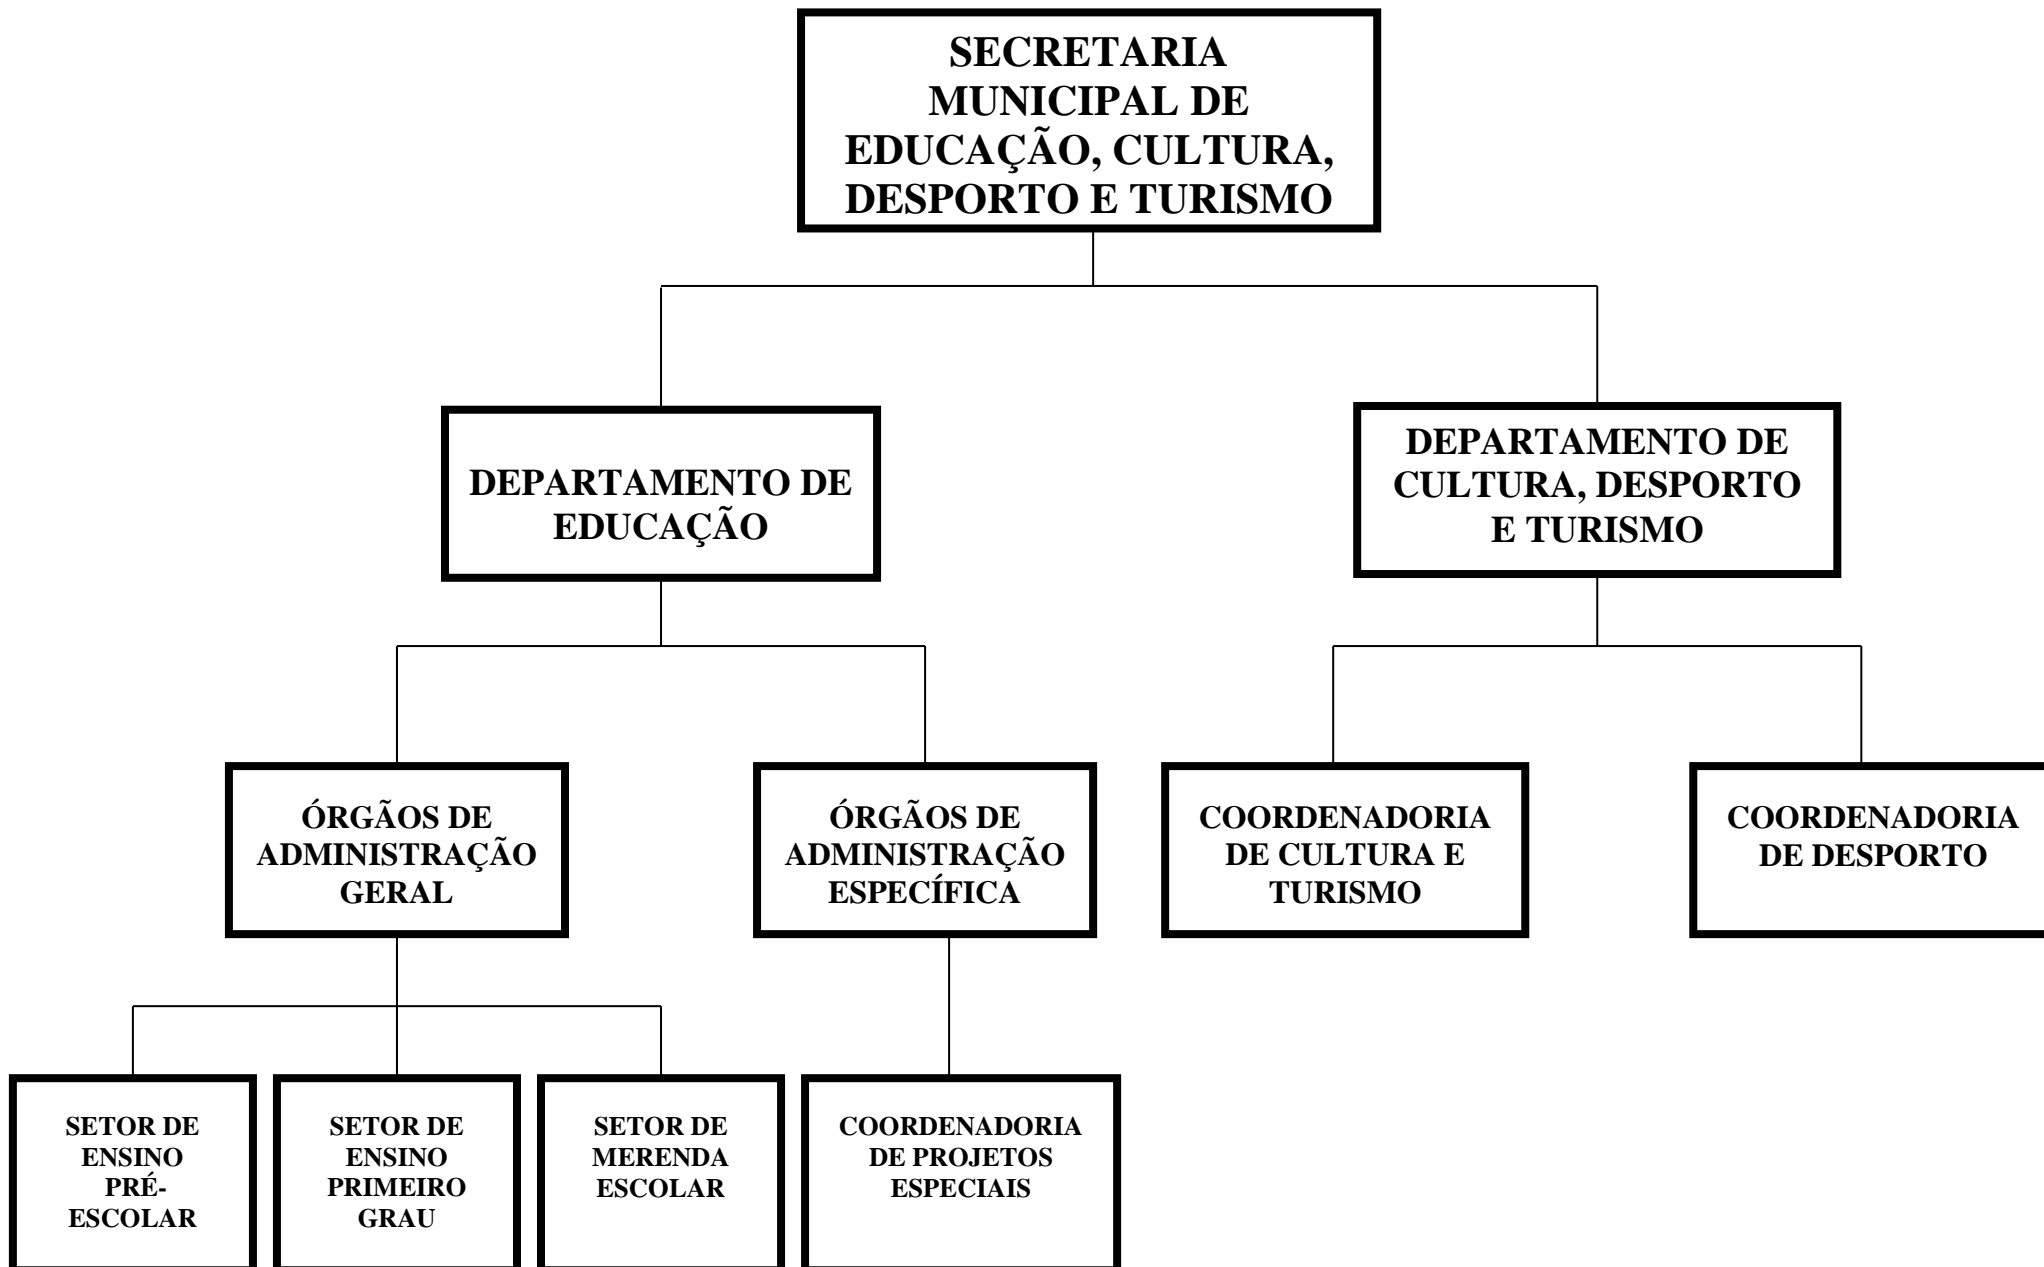 SECRETARIA
MUNICIPAL DE
EDUCAÇÃO, CULTURA,
DESPORTO E TURISMO
DEPARTAMENTO DE
EDUCAÇÃO
DEPARTAMENTO DE
CULTURA, DESPORTO
E TURISMO
ÓRGÃOS DE
ADMINISTRAÇÃO
GERAL
ÓRGÃOS DE
ADMINISTRAÇÃO
ESPECÍFICA
COORDENADORIA
DE CULTURA E
TURISMO
COORDENADORIA
DE DESPORTO
SETOR DE
ENSINO
PRÉ-
ESCOLAR
SETOR DE
ENSINO
PRIMEIRO
GRAU
SETOR DE
MERENDA
ESCOLAR
COORDENADORIA
DE PROJETOS
ESPECIAIS